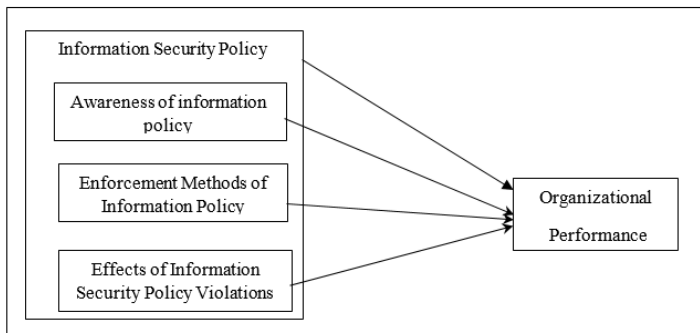 Information Security Policy
Awareness of information
policy
Enforcement Methods of
Information Policy
Effects of Information
Security Policy Violations
Organizational
Performance